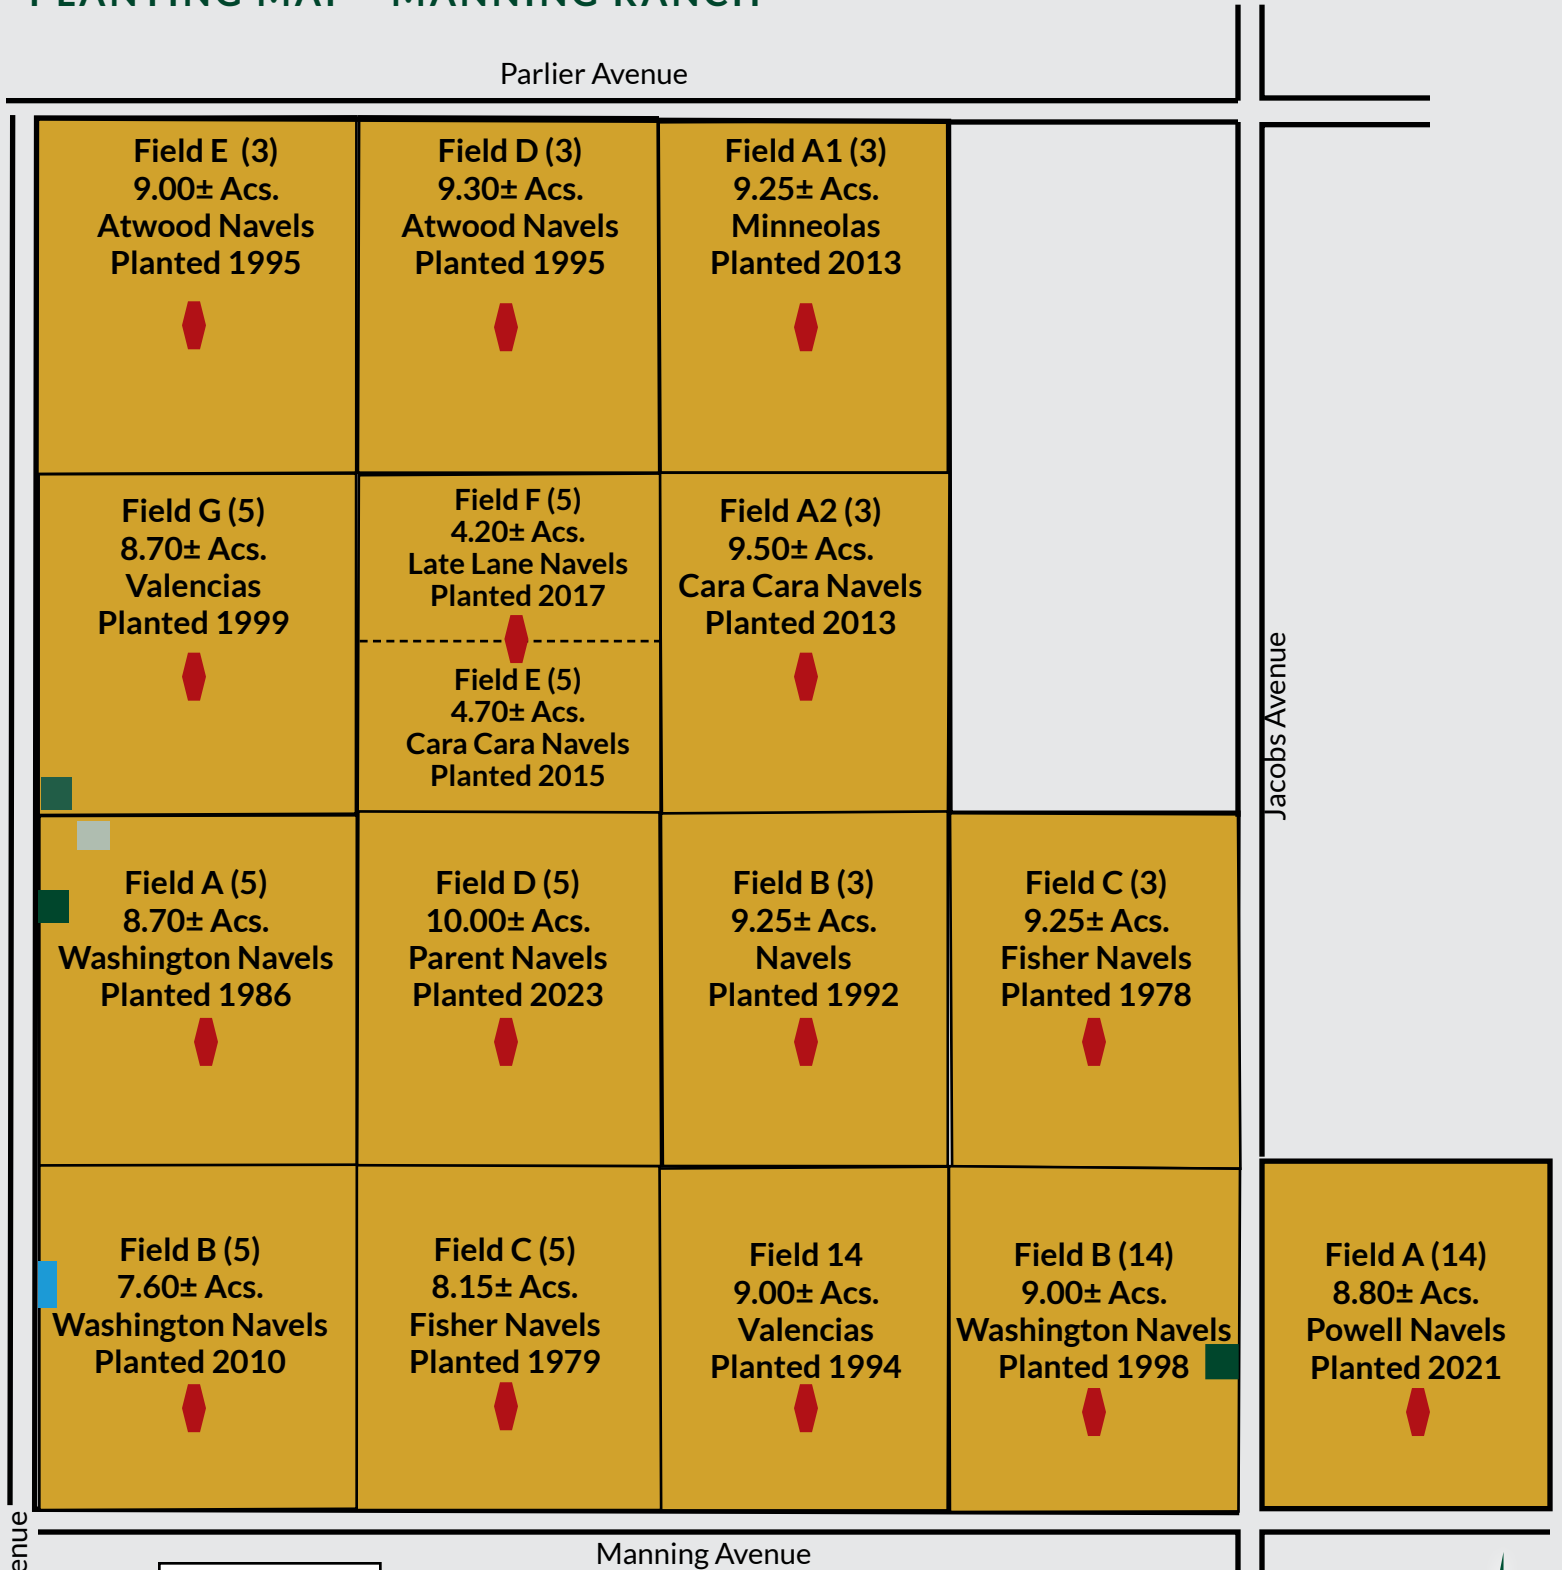 PLANTING MAP - MANNING RANCH
Parlier Avenue
Field E (3)
9.00± Acs.
Atwood Navels
Planted 1995
Field D (3)
9.30± Acs.
Atwood Navels
Planted 1995
Field A1 (3)
9.25± Acs.
Minneolas
Planted 2013
Field G (5)
8.70± Acs.
Valencias
Planted 1999
Field F (5)
4.20± Acs.
Late Lane Navels
Planted 2017
Field E (5)
4.70± Acs.
Cara Cara Navels
Planted 2015
Field A2 (3)
9.50± Acs.
Cara Cara Navels
Planted 2013
Jacobs Avenue
Field A (5)
8.70± Acs.
Washington Navels
Planted 1986
Field D (5)
10.00± Acs.
Parent Navels
Planted 2023
Field B (3)
9.25± Acs.
Navels
Planted 1992
Field C (3)
9.25± Acs.
Fisher Navels
Planted 1978
Field B (5)
7.60± Acs.
Washington Navels
Planted 2010
Field C (5)
8.15± Acs.
Fisher Navels
Planted 1979
Field 14
9.00± Acs.
Valencias
Planted 1994
Field B (14)
9.00± Acs.
Washington Navels
Planted 1998
Field A (14)
8.80± Acs.
Powell Navels
Planted 2021
enue
Manning Avenue